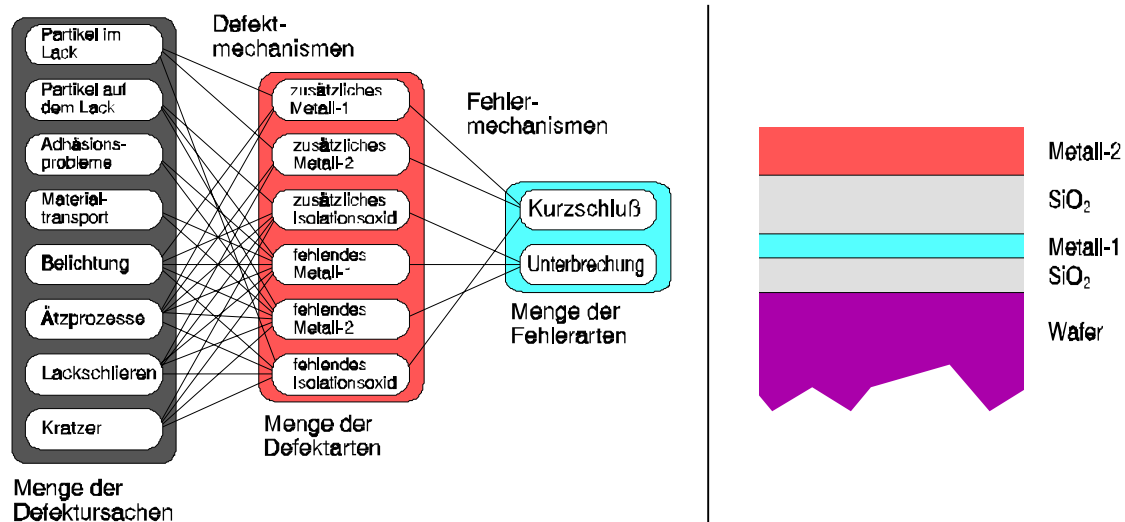 Partikel im
Lack
Partikel auf
dem Lack
Adhäsions-
probleme
Material-
transport
Belichtung
Ätzprozesse
Lackschlieren
Kratzer
Menge der
Defektursachen
Defekt-
mechanismen
zusätzliches
Metall-1
zusätzliches
Metall-2
zusätzliches
Isolationsoxid
fehlendes
Metall-1
fehlendes
Metall-2
fehlendes
Isolationsoxid
Menge der
Defektarten
Fehler-
mechanismen
Kurzschluß
Unterbrechung
Menge der
Fehlerarten
Metall-2
SiO₂
Metall-1
SiO₂
Wafer